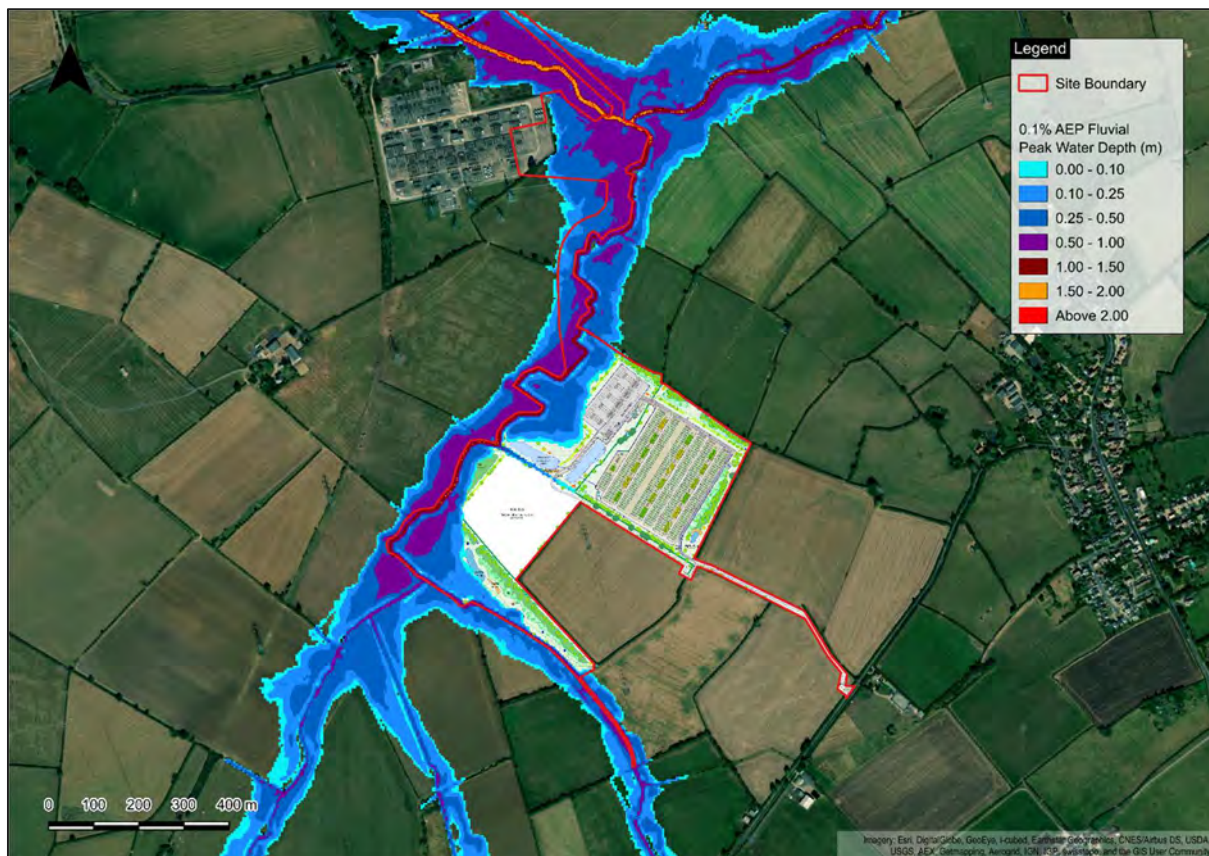 Legend
Site Boundary
0.1% AEP Fluvial
Peak Water Depth (m)
0.00 - 0.10
0.10 - 0.25
0.25 - 0.50
0.50 - 1.00
1.00 - 1.50
1.50 - 2.00
Above 2.00
0 100 200 300 400 m
Imagery: Esri, DigitalGlobe, GeoEye, i-cubed, Earthstar Geographics, CNES/Airbus DS, USDA,
USGS, AEX, Getmapping, Aerogrid, IGN, IGP, swisstopo, and the GIS User Community